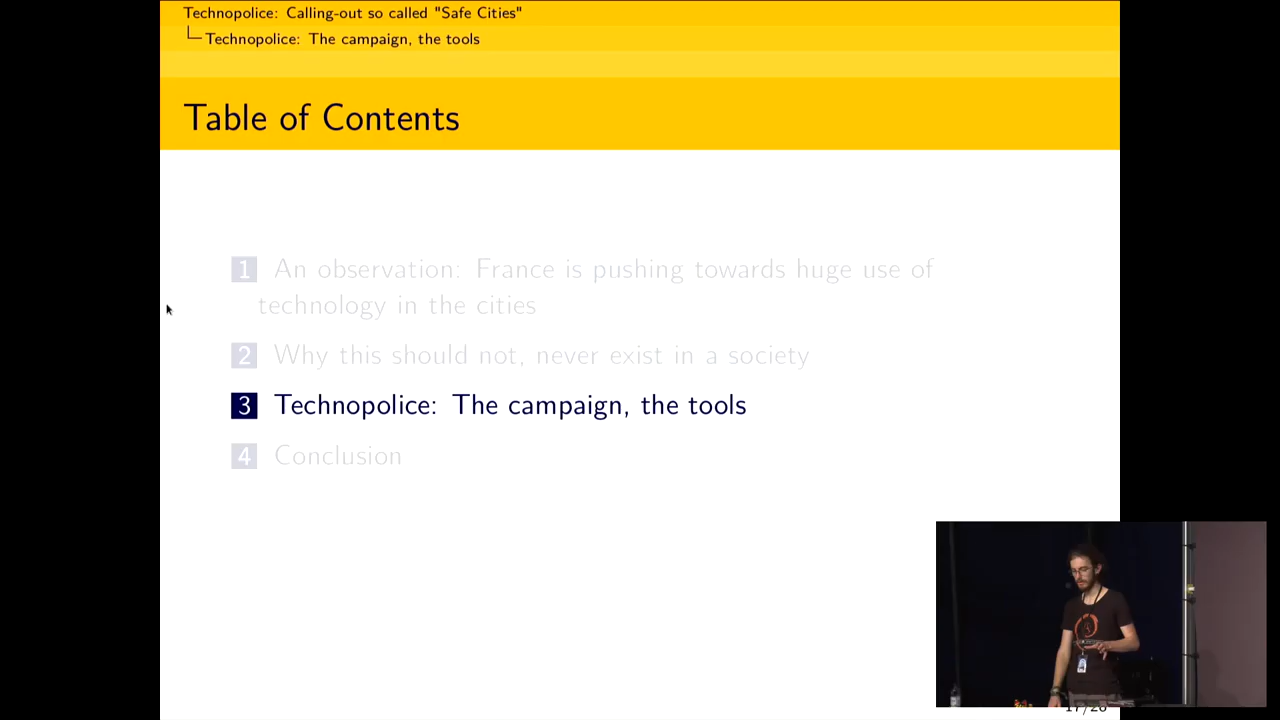 Technopolice: Calling-out so called "Safe Cities"
Technopolice: The campaign, the tools
Table of Contents
1 An observation: France is pushing towards huge use of
technology in the cities
2 Why this should not, never exist in a society
3 Technopolice: The campaign, the tools
4 Conclusion